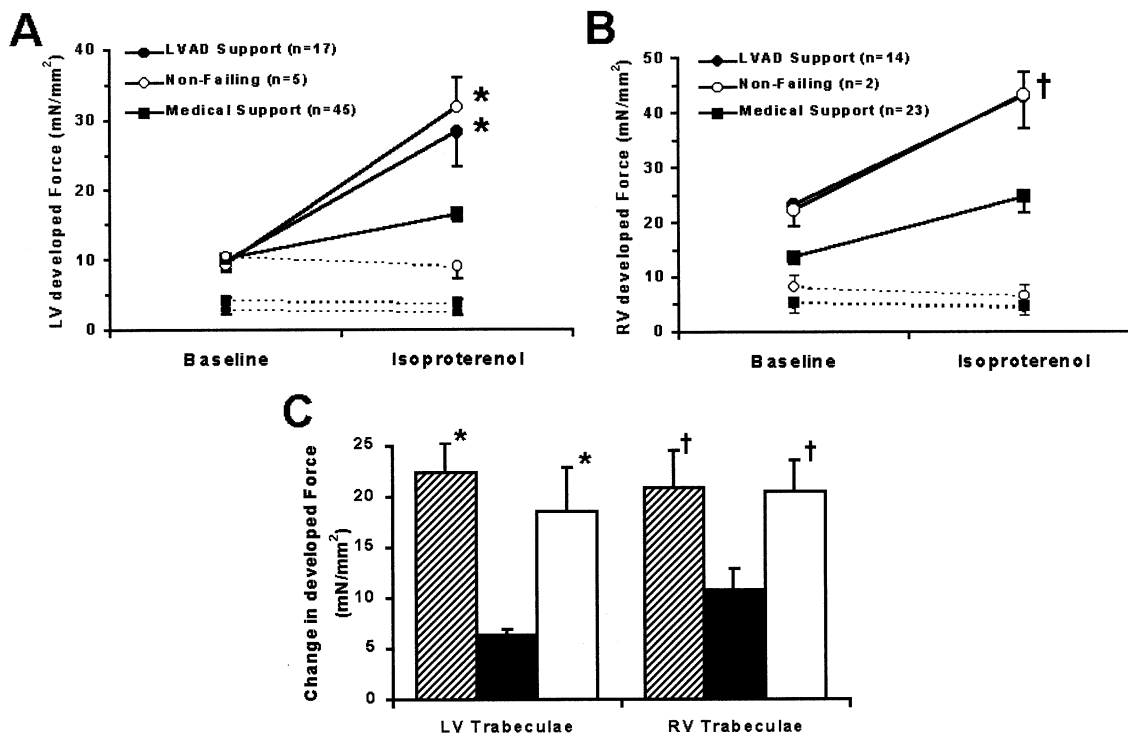 A
LV developed Force (mN/mm²)
40
30
20
10
0
LVAD Support (n=17)
Non-Failing (n=5)
Medical Support (n=45)
*
*
Baseline
Isoproterenol
B
RV developed Force (mN/mm²)
50
40
30
20
10
0
LVAD Support (n=14)
Non-Failing (n=2)
Medical Support (n=23)
†
Baseline
Isoproterenol
C
Change in developed Force
(mN/mm²)
25
20
15
10
5
0
*
*
†
†
LV Trabeculae
RV Trabeculae